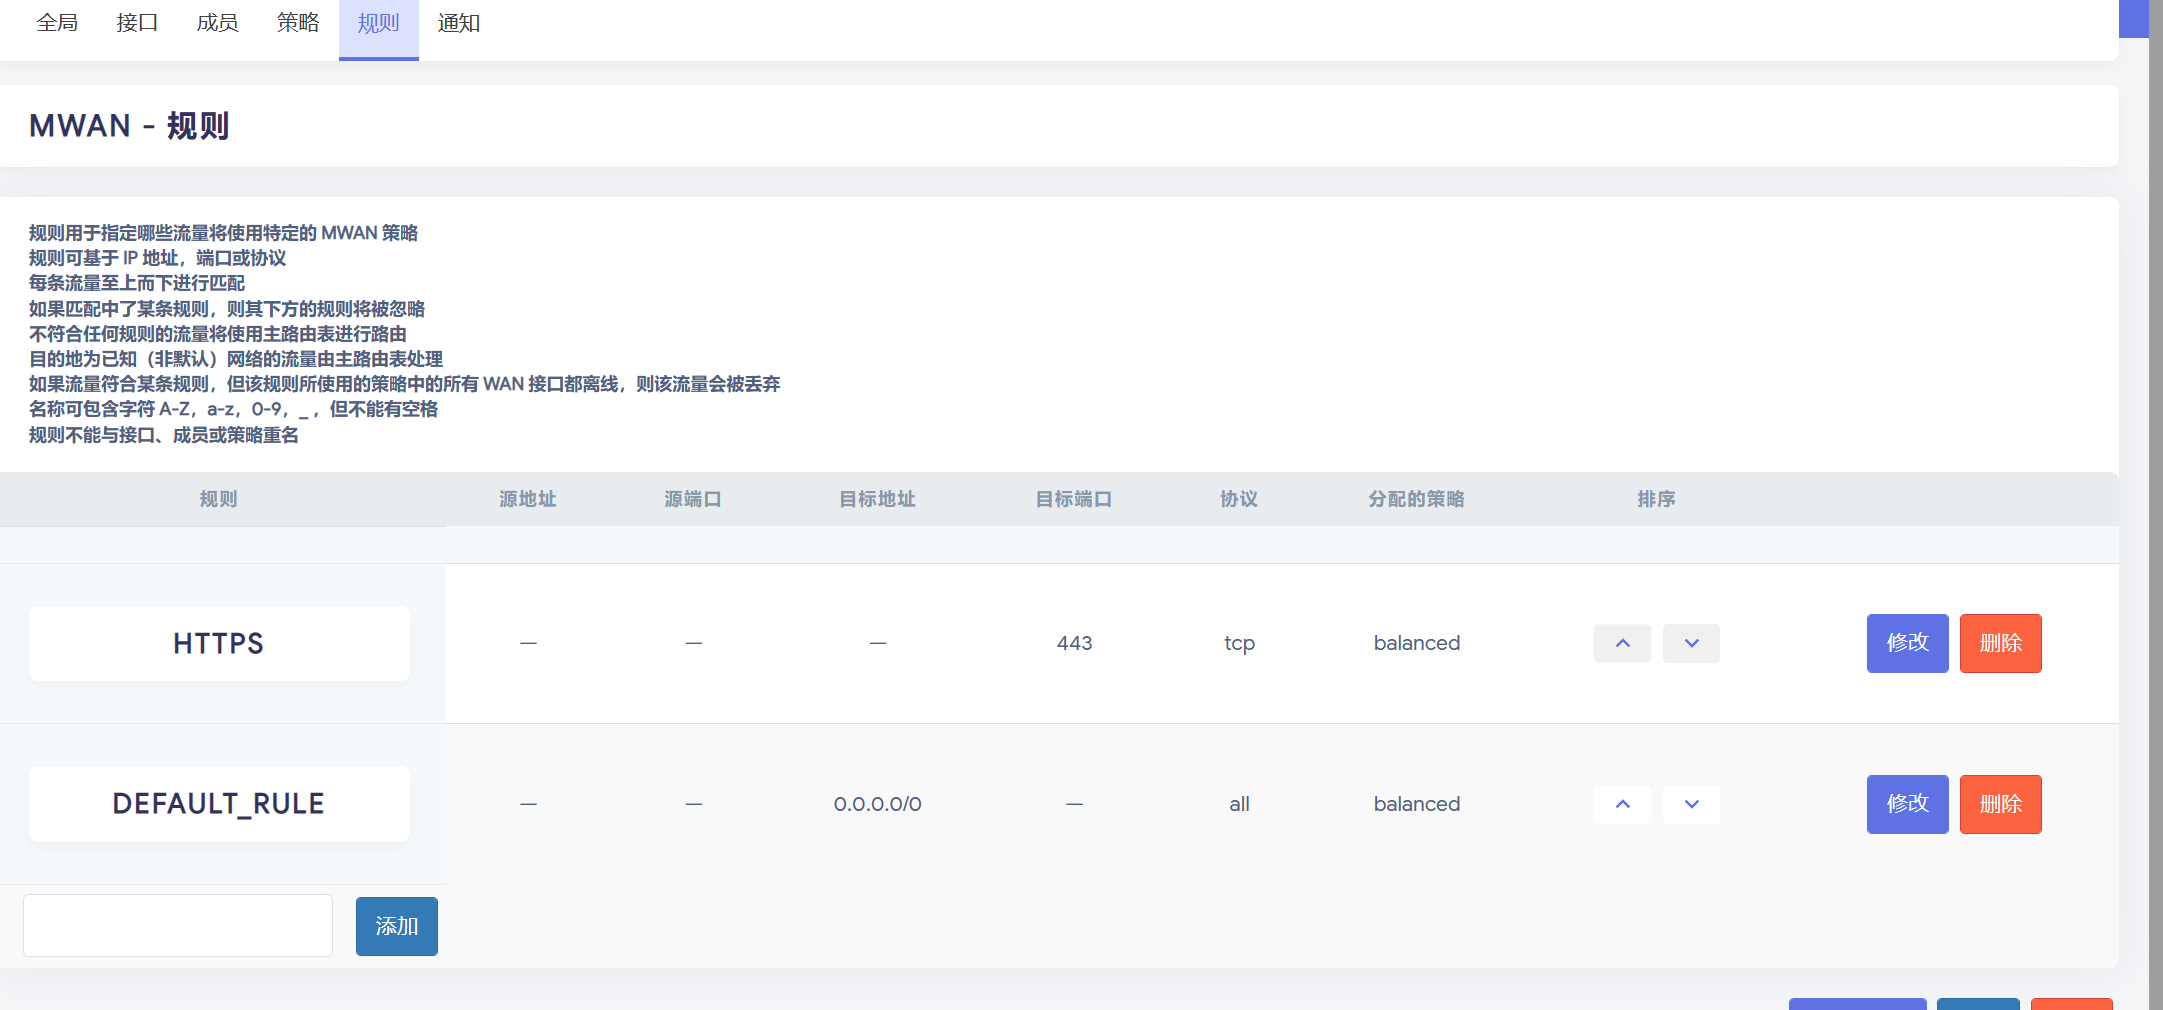 全局 接口 成员 策略 规则 通知
MWAN - 规则
规则用于指定哪些流量将使用特定的 MWAN 策略
规则可基于 IP 地址，端口或协议
每条流量至上而下进行匹配
如果匹配中了某条规则，则其下方的规则将被忽略
不符合任何规则的流量将使用主路由表进行路由
目的地为已知（非默认）网络的流量由主路由表处理
如果流量符合某条规则，但该规则所使用的策略中的所有 WAN 接口都离线，则该流量会被丢弃
名称可包含字符 A-Z，a-z，0-9，_ ，但不能有空格
规则不能与接口、成员或策略重名
规则 源地址 源端口 目标地址 目标端口 协议 分配的策略 排序
HTTPS — — — 443 tcp balanced 修改 删除
DEFAULT_RULE — — 0.0.0.0/0 — all balanced 修改 删除
添加